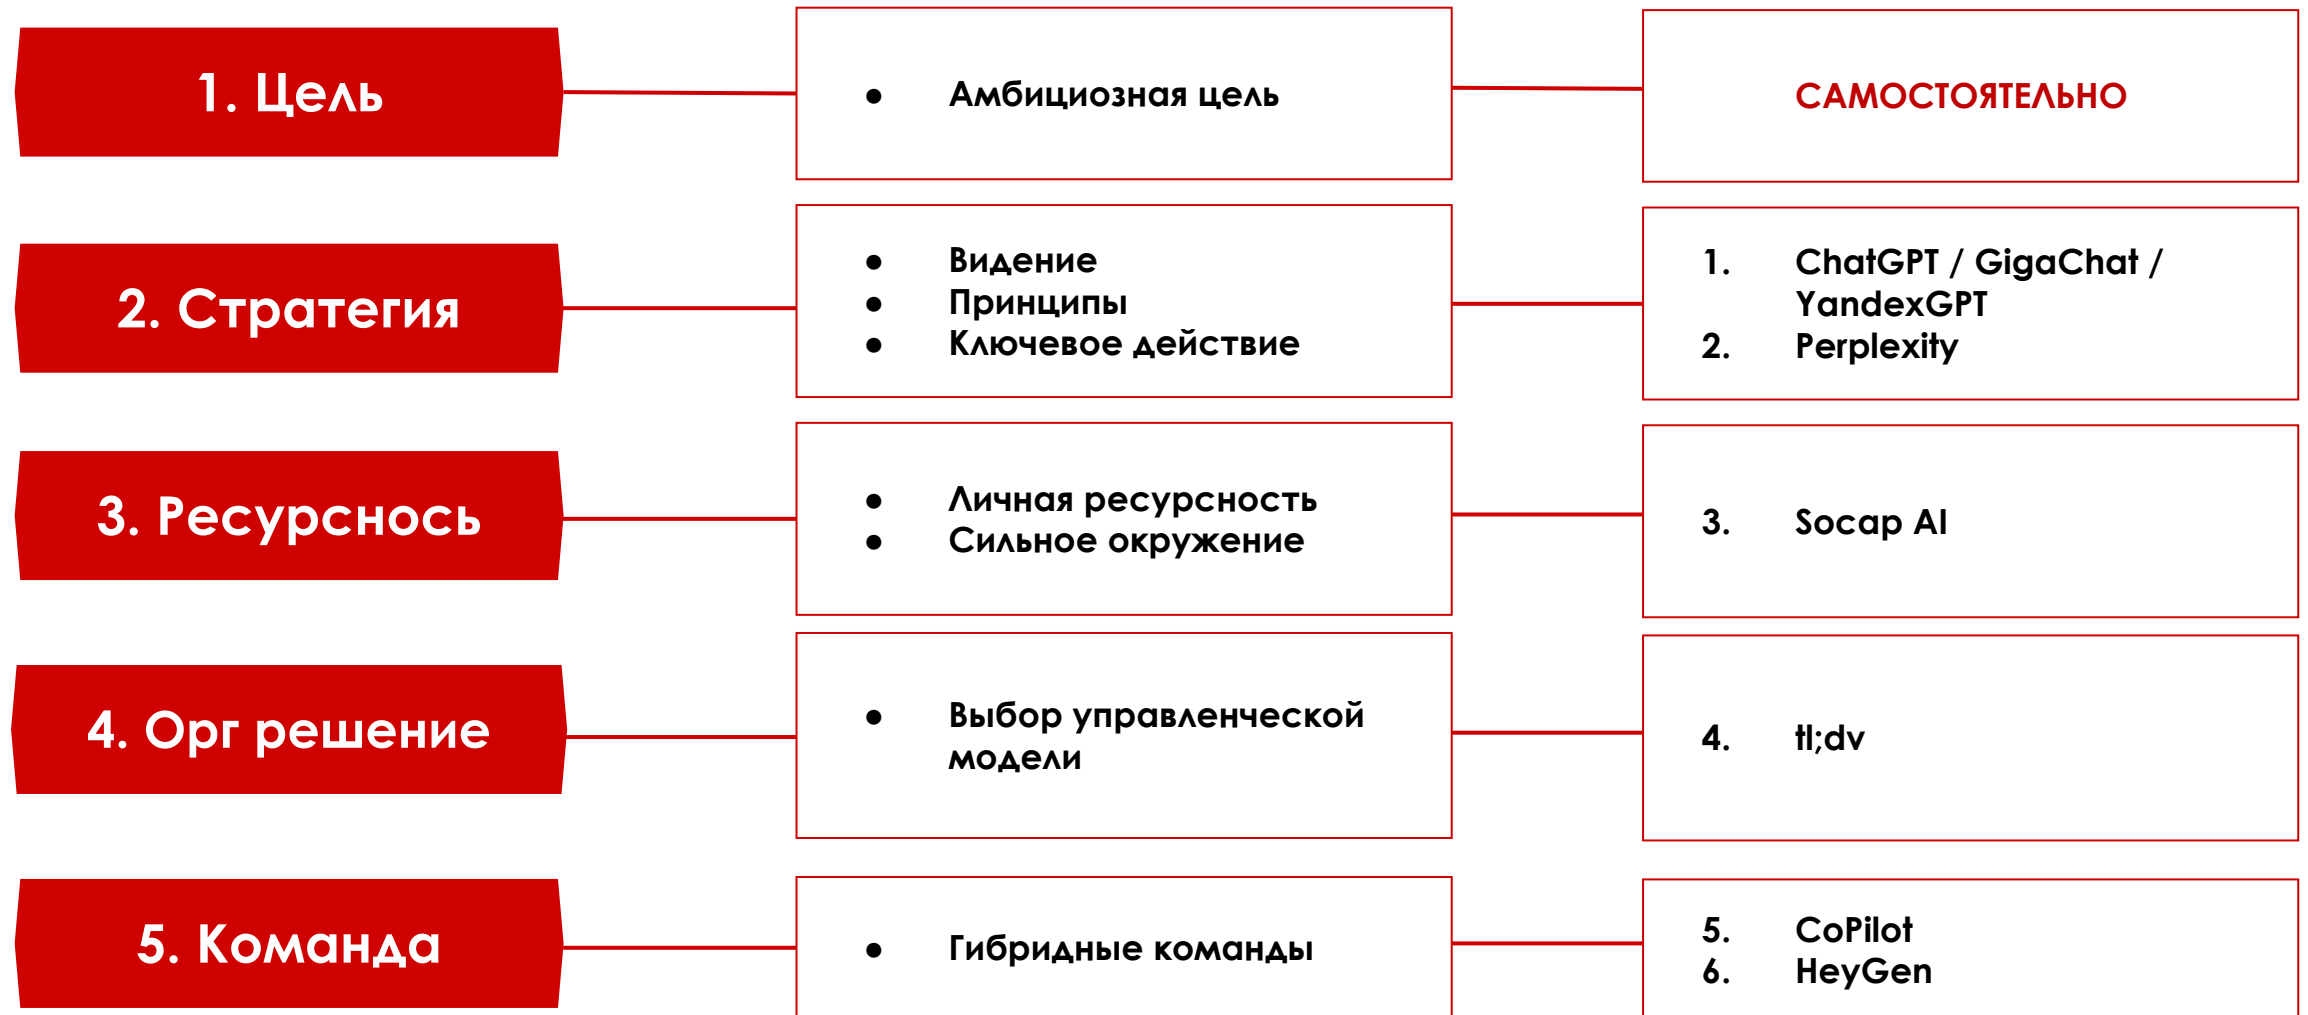 1. Цель
● Амбициозная цель
САМОСТОЯТЕЛЬНО
2. Стратегия
● Видение
● Принципы
● Ключевое действие
1. ChatGPT / GigaChat /
YandexGPT
2. Perplexity
3. Ресурснось
● Личная ресурсность
● Сильное окружение
3. Socap AI
4. Орг решение
● Выбор управленческой
модели
4. tl;dv
5. Команда
● Гибридные команды
5. CoPilot
6. HeyGen